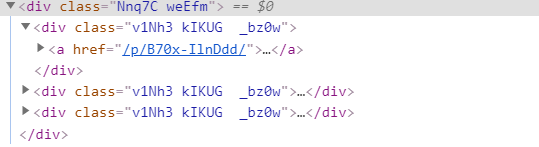 ▼<div class="Nnq7C weEfm"> == $0
▼<div class="v1Nh3 kIKUG  _bz0w">
▶<a href="/p/B70x-IlnDdd/">…</a>
</div>
▶<div class="v1Nh3 kIKUG  _bz0w">…</div>
▶<div class="v1Nh3 kIKUG  _bz0w">…</div>
</div>